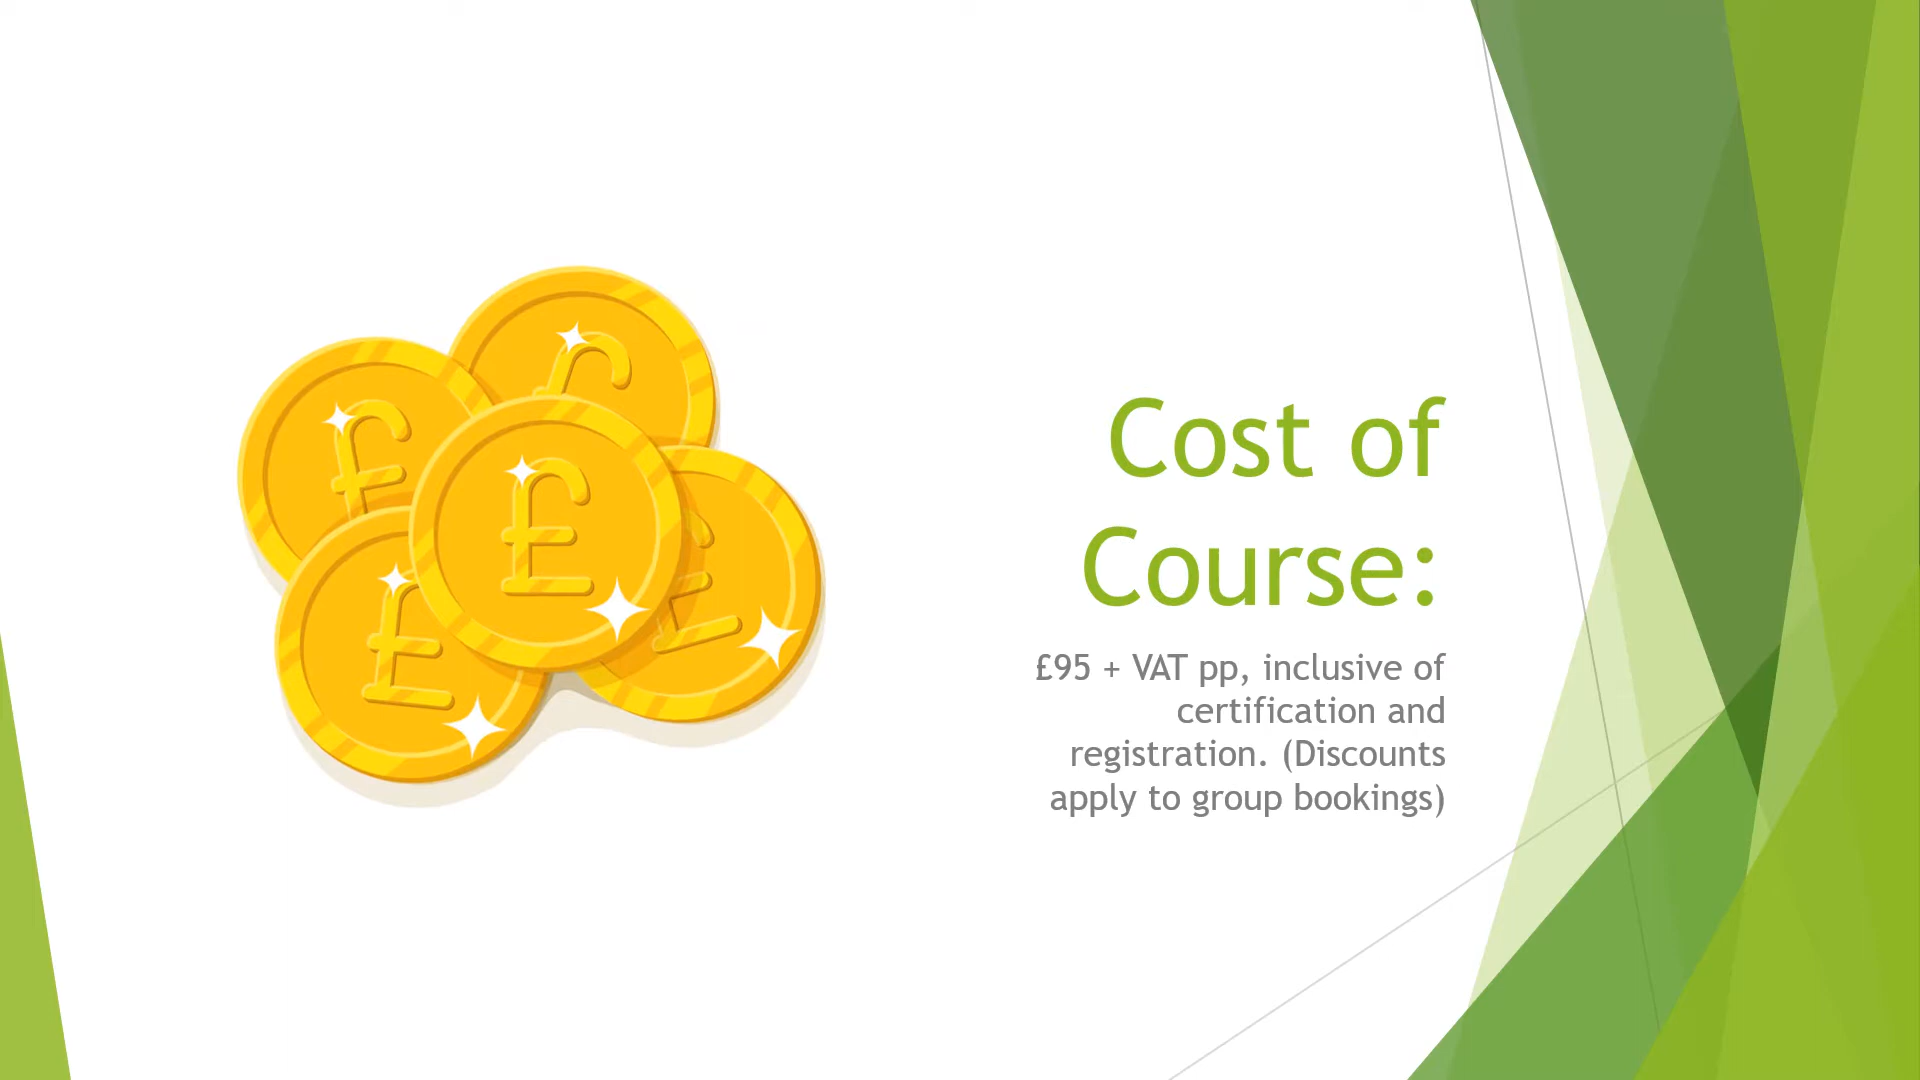 Cost of
Course:
£95 + VAT pp, inclusive of
certification and
registration. (Discounts
apply to group bookings)